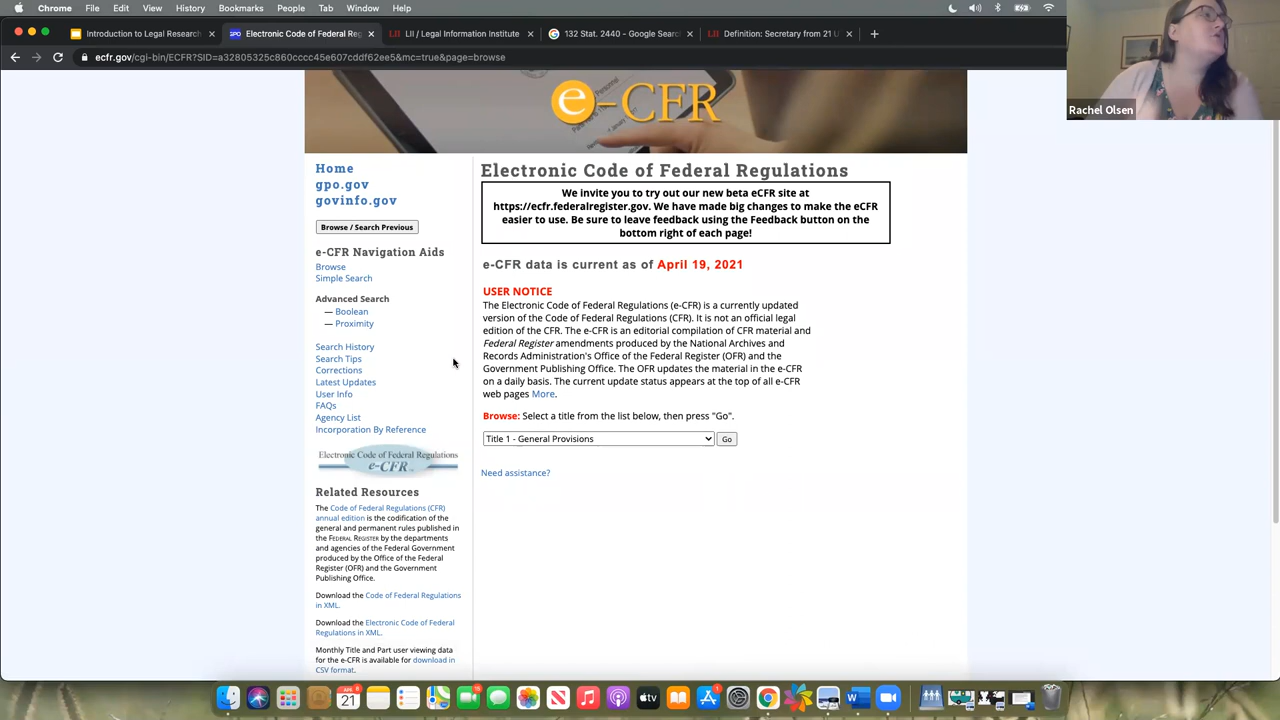 Chrome File Edit View History Bookmarks People Tab Window Help
Introduction to Legal Research
Electronic Code of Federal Reg
LII / Legal Information Institute
132 Stat. 2440 - Google Searc
Definition: Secretary from 21 U
ecfr.gov/cgi-bin/ECFR?SID=a32805325c860cccc45e607cddf62ee5&mc=true&page=browse
Rachel Olsen
e-CFR
Home
gpo.gov
govinfo.gov
Browse / Search Previous
e-CFR Navigation Aids
Browse
Simple Search
Advanced Search
— Boolean
— Proximity
Search History
Search Tips
Corrections
Latest Updates
User Info
FAQs
Agency List
Incorporation By Reference
Electronic Code of Federal Regulations
e-CFR
Related Resources
The Code of Federal Regulations (CFR)
annual edition is the codification of the
general and permanent rules published in
the Federal Register by the departments
and agencies of the Federal Government
produced by the Office of the Federal
Register (OFR) and the Government
Publishing Office.
Download the Code of Federal Regulations
in XML.
Download the Electronic Code of Federal
Regulations in XML.
Monthly Title and Part user viewing data
for the e-CFR is available for download in
CSV format.
Electronic Code of Federal Regulations
We invite you to try out our new beta eCFR site at
https://ecfr.federalregister.gov. We have made big changes to make the eCFR
easier to use. Be sure to leave feedback using the Feedback button on the
bottom right of each page!
e-CFR data is current as of April 19, 2021
USER NOTICE
The Electronic Code of Federal Regulations (e-CFR) is a currently updated
version of the Code of Federal Regulations (CFR). It is not an official legal
edition of the CFR. The e-CFR is an editorial compilation of CFR material and
Federal Register amendments produced by the National Archives and
Records Administration's Office of the Federal Register (OFR) and the
Government Publishing Office. The OFR updates the material in the e-CFR
on a daily basis. The current update status appears at the top of all e-CFR
web pages More.
Browse: Select a title from the list below, then press "Go".
Title 1 - General Provisions
Go
Need assistance?
APR
21
tv